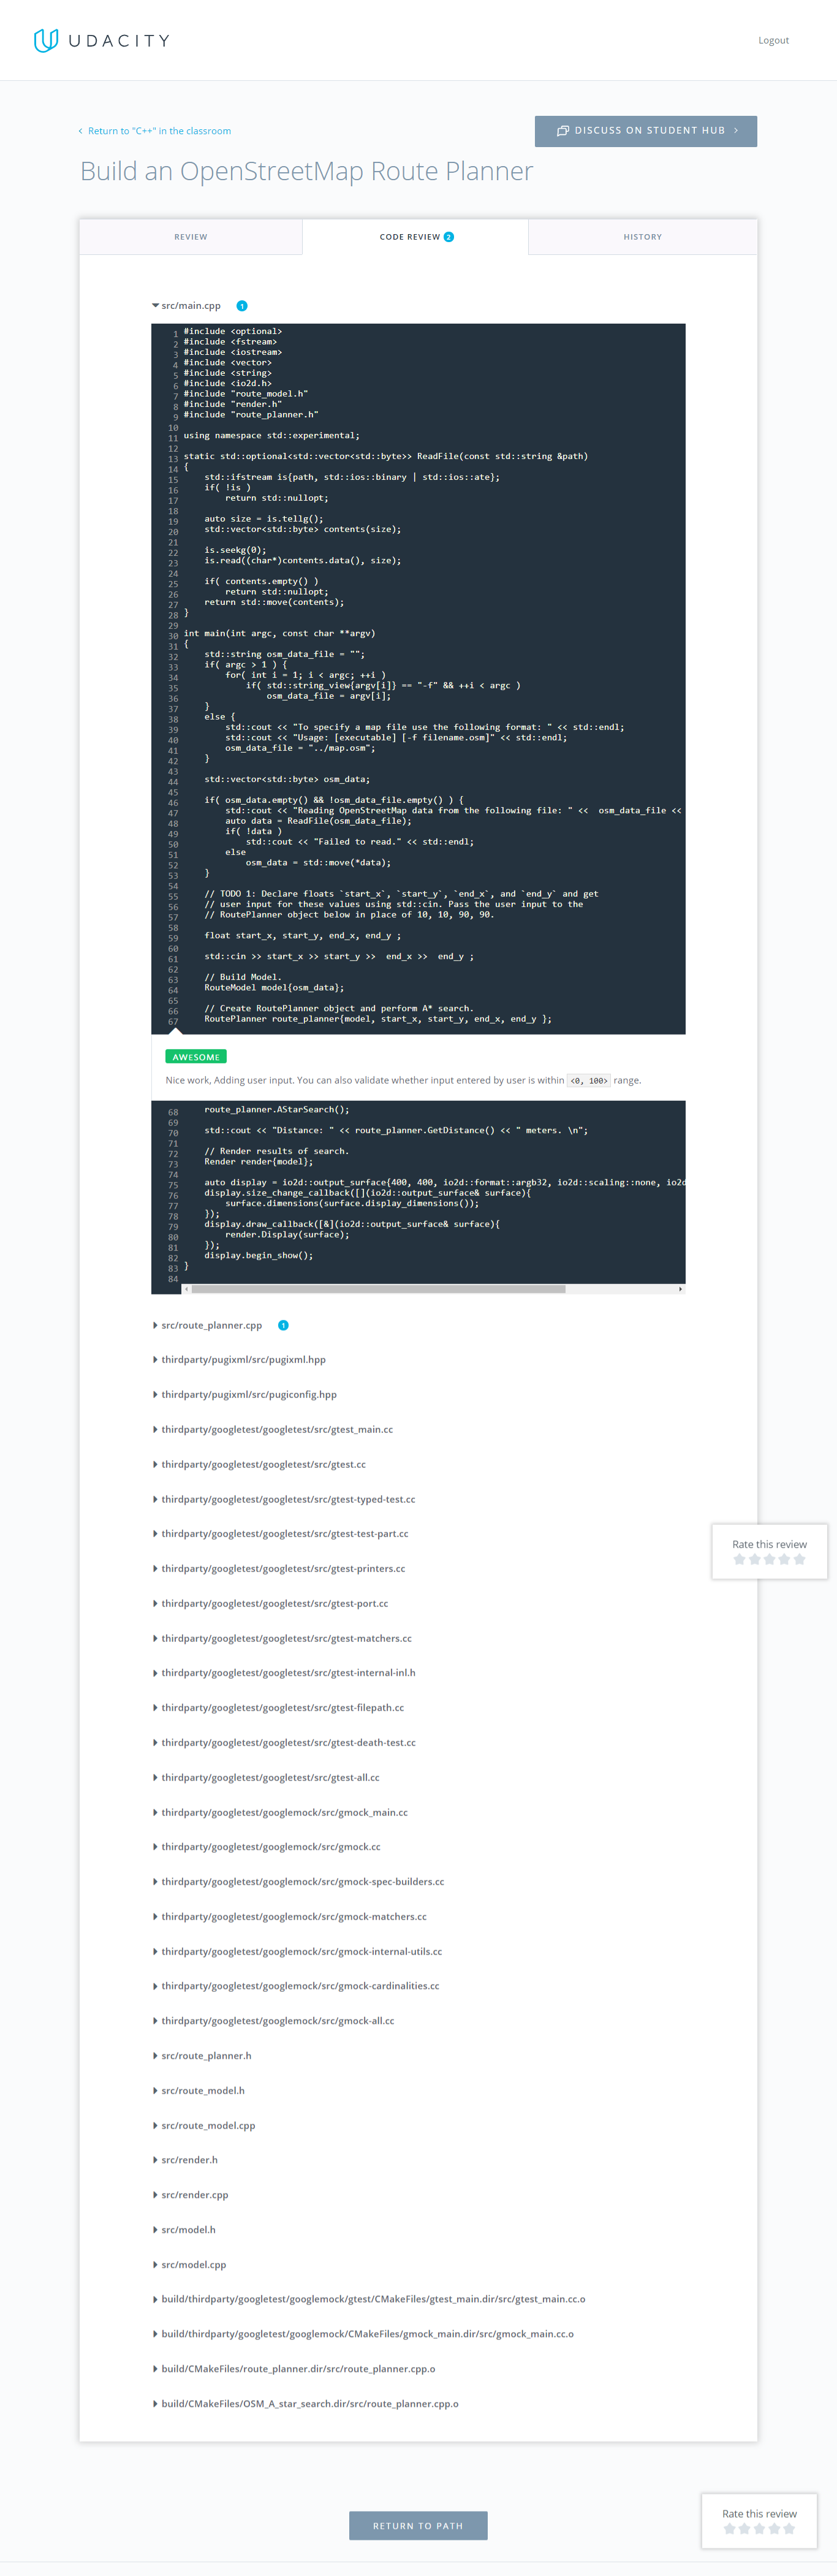 UDACITY
Logout
Return to "C++" in the classroom
DISCUSS ON STUDENT HUB
Build an OpenStreetMap Route Planner
REVIEW
CODE REVIEW 2
HISTORY
src/main.cpp 1
1 #include <optional>
2 #include <fstream>
3 #include <iostream>
4 #include <vector>
5 #include <string>
6 #include <io2d.h>
7 #include "route_model.h"
8 #include "render.h"
9 #include "route_planner.h"
10
11 using namespace std::experimental;
12
13 static std::optional<std::vector<std::byte>> ReadFile(const std::string &path)
14 {
15     std::ifstream is{path, std::ios::binary | std::ios::ate};
16     if( !is )
17         return std::nullopt;
18
19     auto size = is.tellg();
20     std::vector<std::byte> contents(size);
21
22     is.seekg(0);
23     is.read((char*)contents.data(), size);
24
25     if( contents.empty() )
26         return std::nullopt;
27     return std::move(contents);
28 }
29
30 int main(int argc, const char **argv)
31 {
32     std::string osm_data_file = "";
33     if( argc > 1 ) {
34         for( int i = 1; i < argc; ++i )
35             if( std::string_view{argv[i]} == "-f" && ++i < argc )
36                 osm_data_file = argv[i];
37     }
38     else {
39         std::cout << "To specify a map file use the following format: " << std::endl;
40         std::cout << "Usage: [executable] [-f filename.osm]" << std::endl;
41         osm_data_file = "../map.osm";
42     }
43
44     std::vector<std::byte> osm_data;
45
46     if( osm_data.empty() && !osm_data_file.empty() ) {
47         std::cout << "Reading OpenStreetMap data from the following file: " <<  osm_data_file <<
48         auto data = ReadFile(osm_data_file);
49         if( !data )
50             std::cout << "Failed to read." << std::endl;
51         else
52             osm_data = std::move(*data);
53     }
54
55     // TODO 1: Declare floats `start_x`, `start_y`, `end_x`, and `end_y` and get
56     // user input for these values using std::cin. Pass the user input to the
57     // RoutePlanner object below in place of 10, 10, 90, 90.
58
59     float start_x, start_y, end_x, end_y ;
60
61     std::cin >> start_x >> start_y >>  end_x >>  end_y ;
62
63     // Build Model.
64     RouteModel model{osm_data};
65
66     // Create RoutePlanner object and perform A* search.
67     RoutePlanner route_planner{model, start_x, start_y, end_x, end_y };
AWESOME
Nice work, Adding user input. You can also validate whether input entered by user is within <0, 100> range.
68     route_planner.AStarSearch();
69
70     std::cout << "Distance: " << route_planner.GetDistance() << " meters. \n";
71
72     // Render results of search.
73     Render render{model};
74
75     auto display = io2d::output_surface{400, 400, io2d::format::argb32, io2d::scaling::none, io2d
76     display.size_change_callback([](io2d::output_surface& surface){
77         surface.dimensions(surface.display_dimensions());
78     });
79     display.draw_callback([&](io2d::output_surface& surface){
80         render.Display(surface);
81     });
82     display.begin_show();
83 }
84
src/route_planner.cpp 1
thirdparty/pugixml/src/pugixml.hpp
thirdparty/pugixml/src/pugiconfig.hpp
thirdparty/googletest/googletest/src/gtest_main.cc
thirdparty/googletest/googletest/src/gtest.cc
thirdparty/googletest/googletest/src/gtest-typed-test.cc
thirdparty/googletest/googletest/src/gtest-test-part.cc
Rate this review
thirdparty/googletest/googletest/src/gtest-printers.cc
thirdparty/googletest/googletest/src/gtest-port.cc
thirdparty/googletest/googletest/src/gtest-matchers.cc
thirdparty/googletest/googletest/src/gtest-internal-inl.h
thirdparty/googletest/googletest/src/gtest-filepath.cc
thirdparty/googletest/googletest/src/gtest-death-test.cc
thirdparty/googletest/googletest/src/gtest-all.cc
thirdparty/googletest/googlemock/src/gmock_main.cc
thirdparty/googletest/googlemock/src/gmock.cc
thirdparty/googletest/googlemock/src/gmock-spec-builders.cc
thirdparty/googletest/googlemock/src/gmock-matchers.cc
thirdparty/googletest/googlemock/src/gmock-internal-utils.cc
thirdparty/googletest/googlemock/src/gmock-cardinalities.cc
thirdparty/googletest/googlemock/src/gmock-all.cc
src/route_planner.h
src/route_model.h
src/route_model.cpp
src/render.h
src/render.cpp
src/model.h
src/model.cpp
build/thirdparty/googletest/googlemock/gtest/CMakeFiles/gtest_main.dir/src/gtest_main.cc.o
build/thirdparty/googletest/googlemock/CMakeFiles/gmock_main.dir/src/gmock_main.cc.o
build/CMakeFiles/route_planner.dir/src/route_planner.cpp.o
build/CMakeFiles/OSM_A_star_search.dir/src/route_planner.cpp.o
Rate this review
RETURN TO PATH